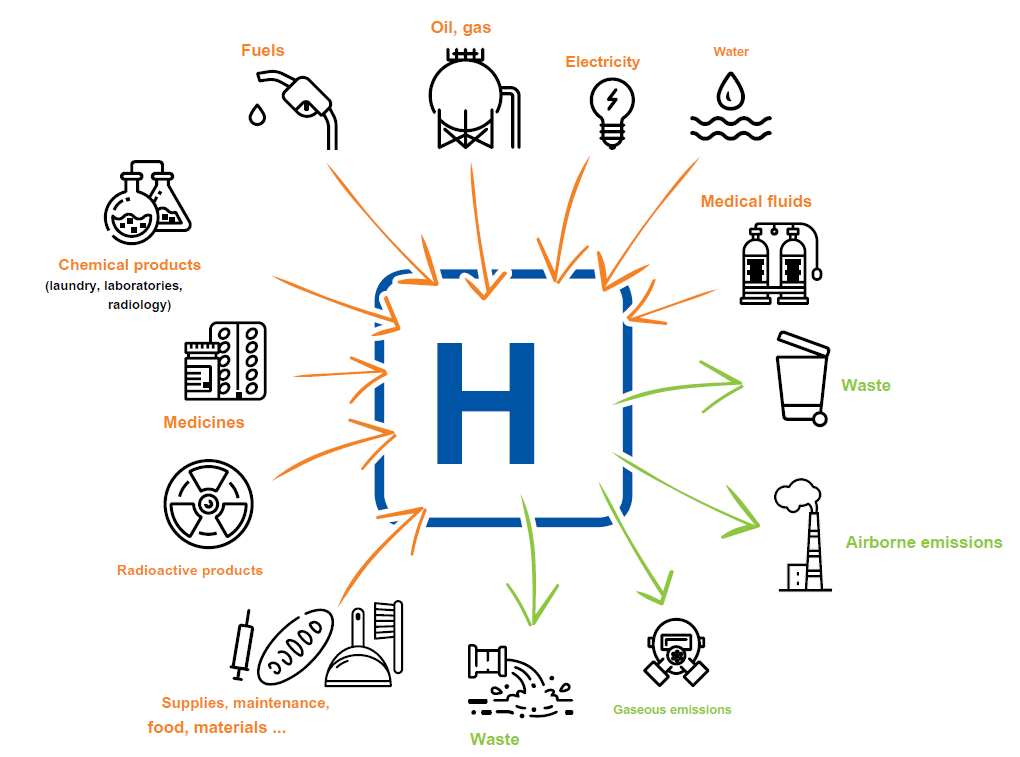 Oil, gas
Fuels
Electricity
Water
Medical fluids
Chemical products
(laundry, laboratories,
radiology)
H
Waste
Medicines
Airborne emissions
Radioactive products
Supplies, maintenance,
food, materials ...
Gaseous emissions
Waste